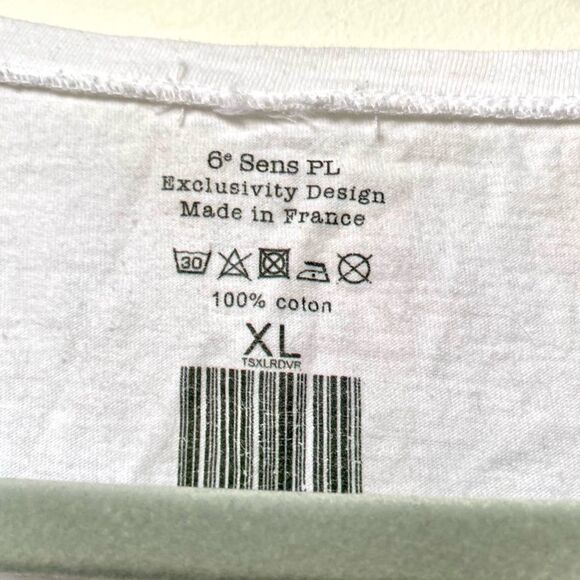 6ᵉ Sens PL
Exclusivity Design
Made in France
30
100% coton
XL
TSXLRDVR